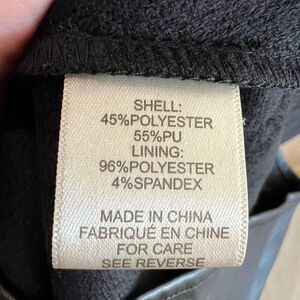 SHELL:
45%POLYESTER
55%PU
LINING:
96%POLYESTER
4%SPANDEX
MADE IN CHINA
FABRIQUÉ EN CHINE
FOR CARE
SEE REVERSE